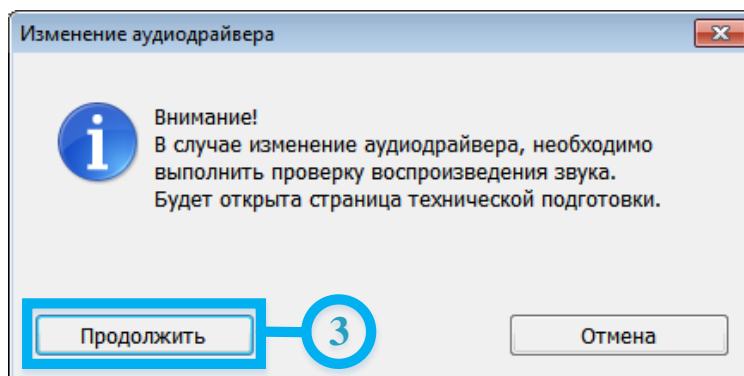 Изменение аудиодрайвера
Внимание!
В случае изменение аудиодрайвера, необходимо
выполнить проверку воспроизведения звука.
Будет открыта страница технической подготовки.
Продолжить
3
Отмена